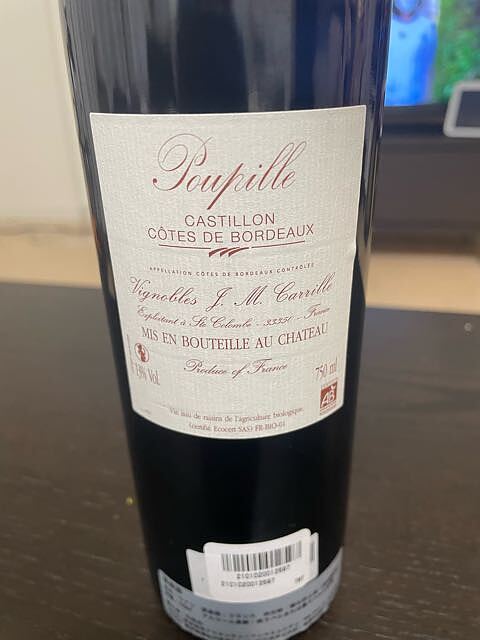 Poupille
CASTILLON
CÔTES DE BORDEAUX
APPELLATION CÔTES DE BORDEAUX CONTRÔLÉE
Vignobles J. M. Carrille
Exploitant à Ste Colombe - 33350 - France
MIS EN BOUTEILLE AU CHATEAU
Produce of France
13% Vol.
750 ml
AB
Vin issu de raisins de l'agriculture biologique
(certifié Ecocert SAS) FR-BIO-01